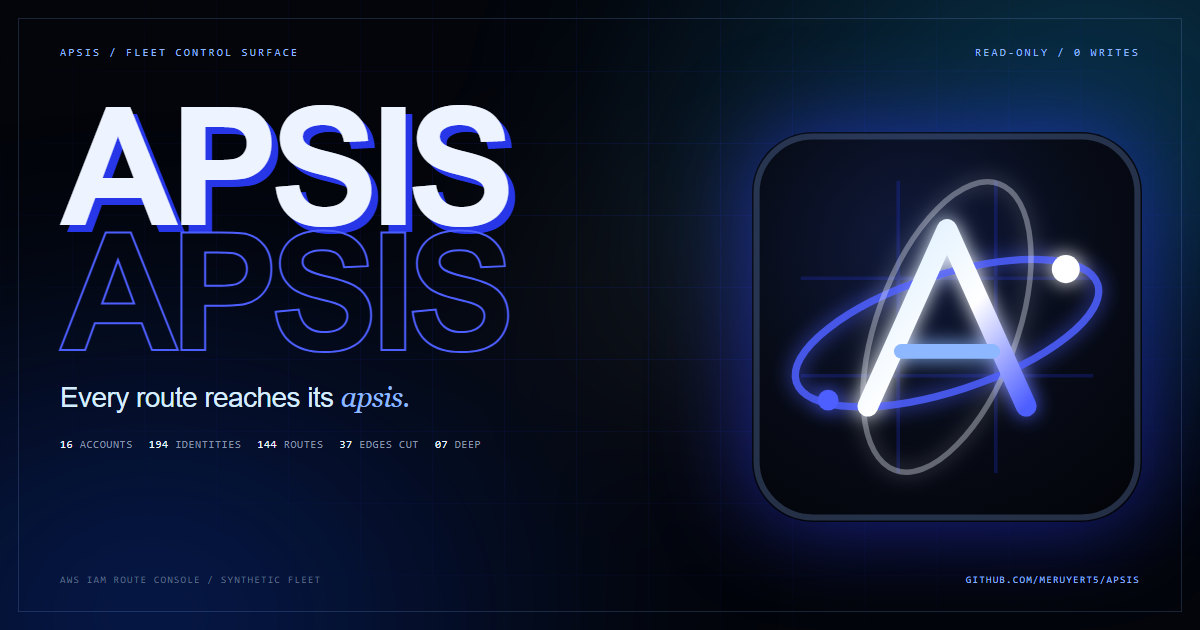 APSIS / FLEET CONTROL SURFACE
READ-ONLY / 0 WRITES
APSIS
APSIS
Every route reaches its apsis.
16 ACCOUNTS 194 IDENTITIES 144 ROUTES 37 EDGES CUT 07 DEEP
A
AWS IAM ROUTE CONSOLE / SYNTHETIC FLEET
GITHUB.COM/MERUYERT5/APSIS